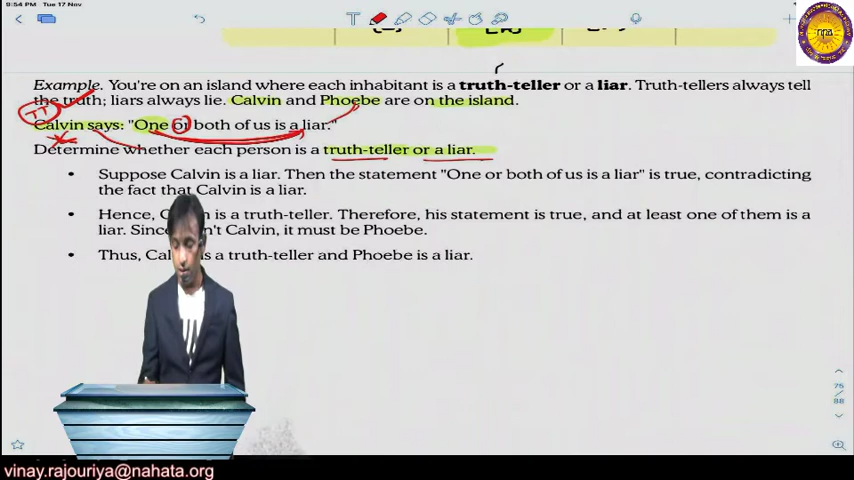 9:54 PM Tue 17 Nov
Example. You're on an island where each inhabitant is a truth-teller or a liar. Truth-tellers always tell
the truth; liars always lie. Calvin and Phoebe are on the island.
TT
Calvin says: "One or both of us is a liar."
Determine whether each person is a truth-teller or a liar.
• Suppose Calvin is a liar. Then the statement "One or both of us is a liar" is true, contradicting
the fact that Calvin is a liar.
• Hence, is a truth-teller. Therefore, his statement is true, and at least one of them is a
liar. Since Calvin, it must be Phoebe.
• Thus, is a truth-teller and Phoebe is a liar.
75
88
vinay.rajouriya@nahata.org